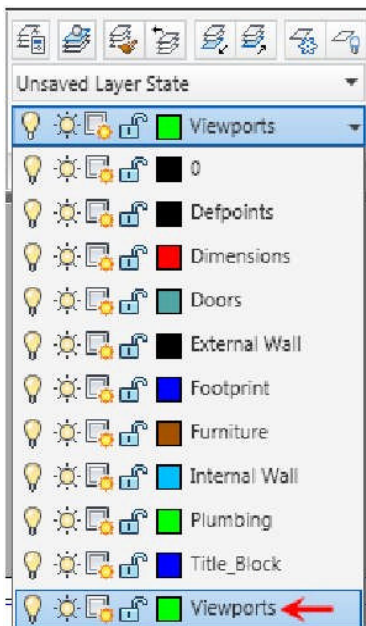 Unsaved Layer State
Viewports
0
Defpoints
Dimensions
Doors
External Wall
Footprint
Furniture
Internal Wall
Plumbing
Title_Block
Viewports